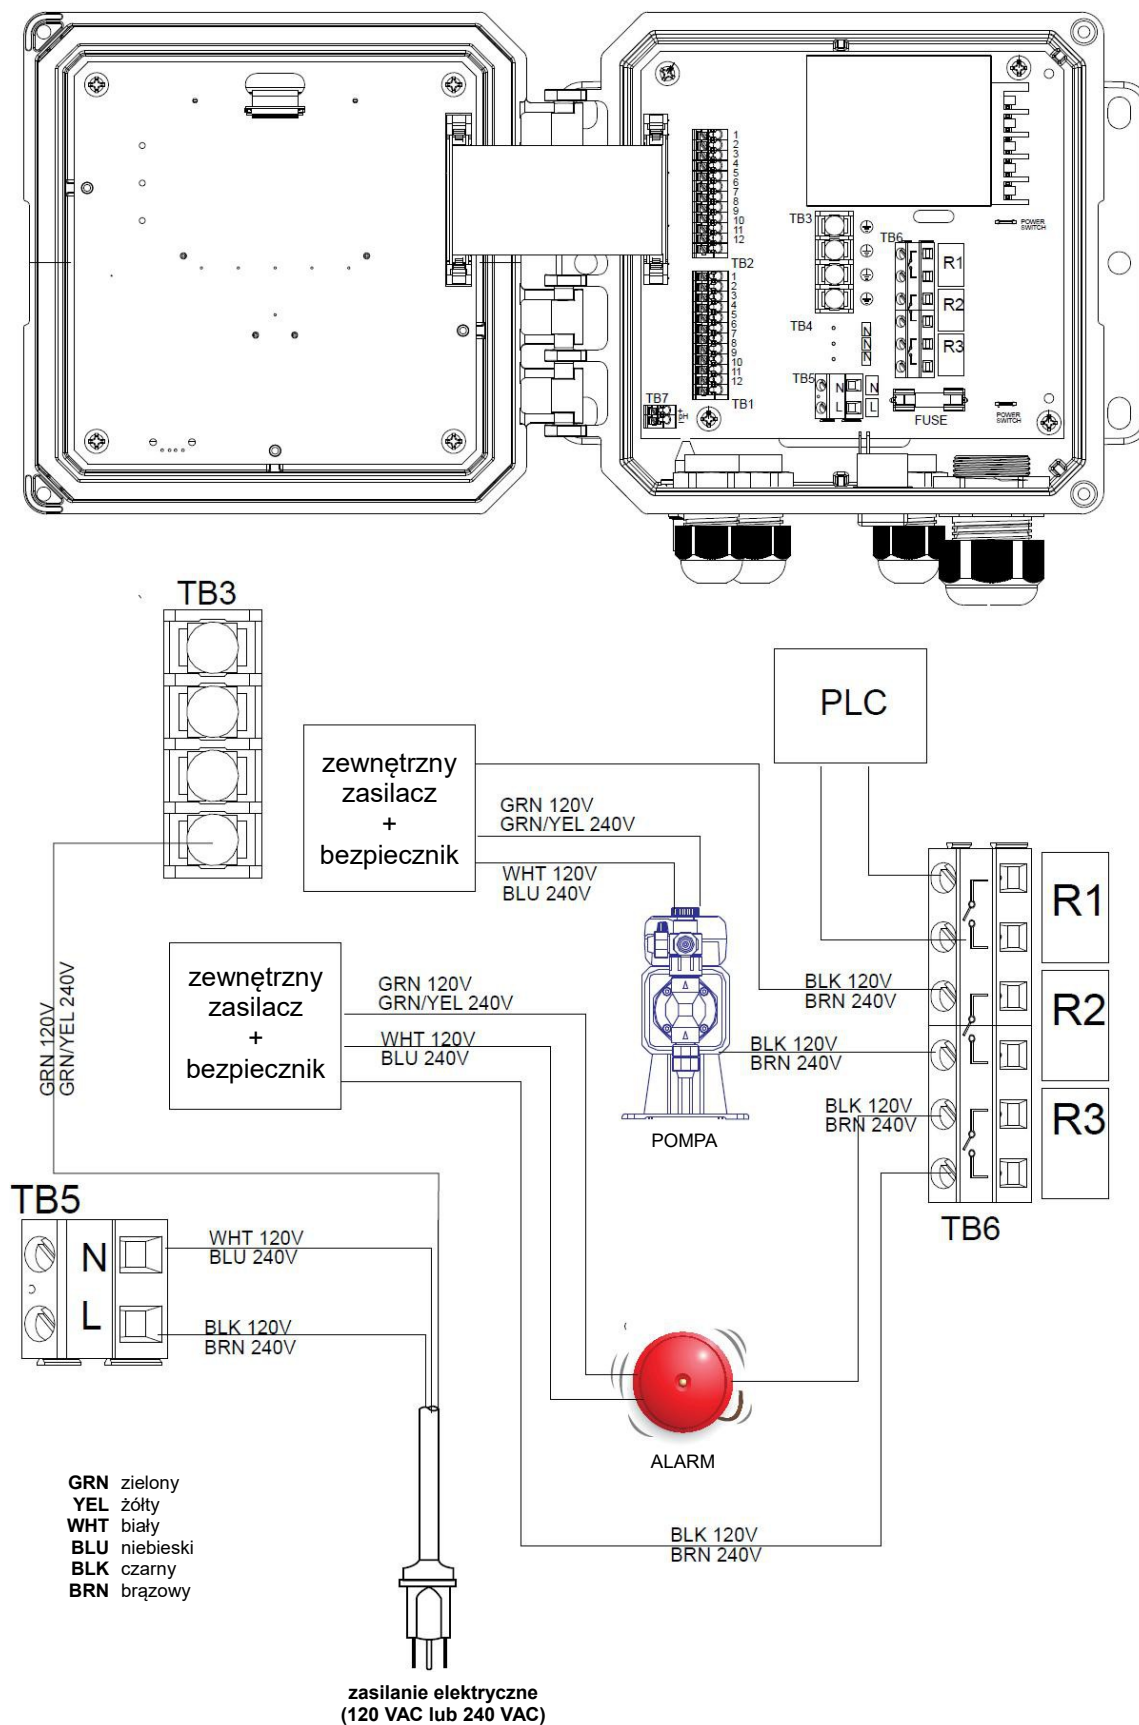 1
2
3
4
5
6
7
8
9
10
11
12
TB2
1
2
3
4
5
6
7
8
9
10
11
12
TB1
TB7
+
pH
TB3
TB4
N
N
N
TB5
N
L
N
L
TB6
R1
R2
R3
FUSE
POWER
SWITCH
POWER
SWITCH
TB3
PLC
zewnętrzny
zasilacz
+
bezpiecznik
GRN 120V
GRN/YEL 240V
WHT 120V
BLU 240V
zewnętrzny
zasilacz
+
bezpiecznik
GRN 120V
GRN/YEL 240V
WHT 120V
BLU 240V
GRN 120V
GRN/YEL 240V
BLK 120V
BRN 240V
BLK 120V
BRN 240V
BLK 120V
BRN 240V
R1
R2
R3
TB6
POMPA
TB5
N
L
WHT 120V
BLU 240V
BLK 120V
BRN 240V
ALARM
BLK 120V
BRN 240V
GRN zielony
YEL żółty
WHT biały
BLU niebieski
BLK czarny
BRN brązowy
zasilanie elektryczne
(120 VAC lub 240 VAC)